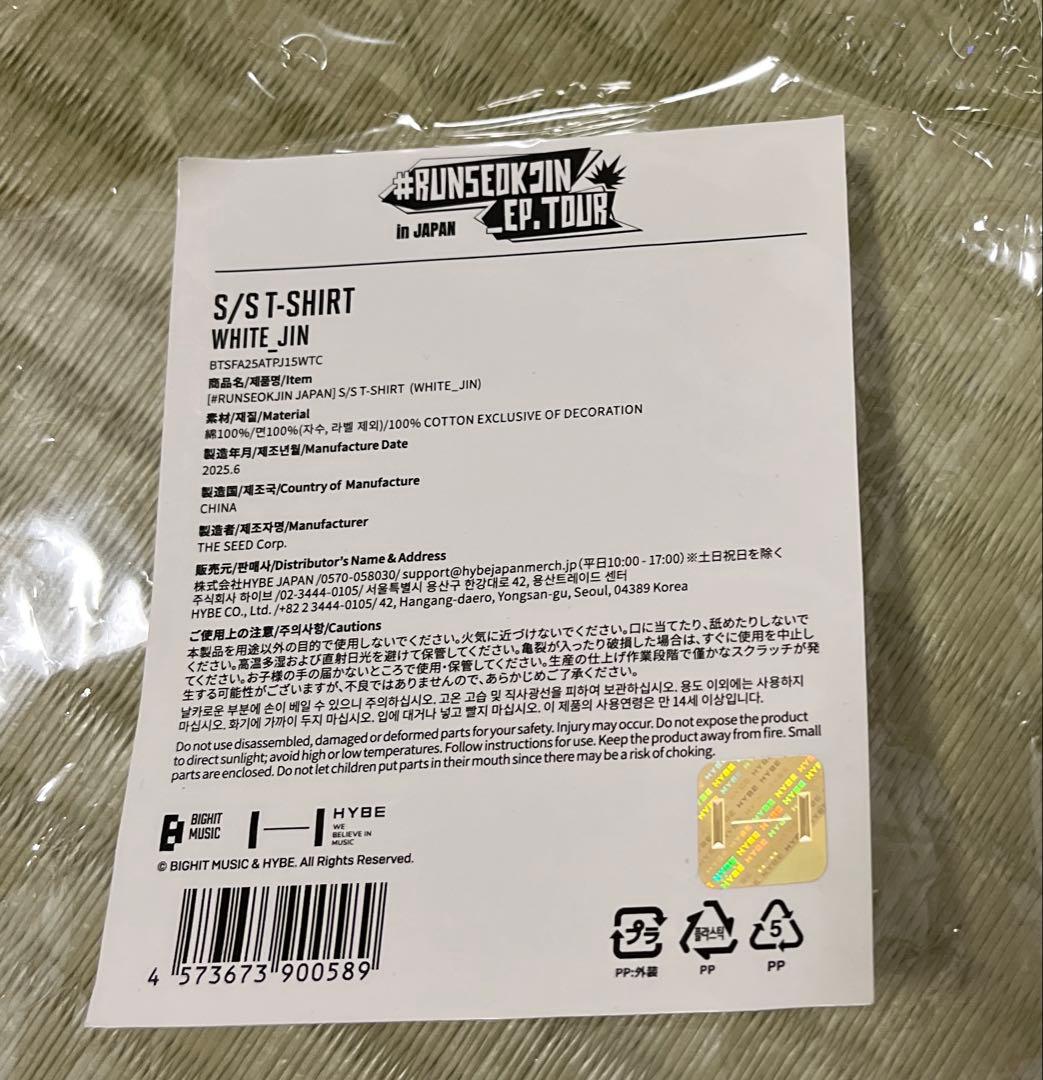 #RUNSEOKJIN
_EP.TOUR
in JAPAN
S/S T-SHIRT
WHITE_JIN
BTSFA25ATPJ15WTC
商品名/제품명/Item
[#RUNSEOKJIN JAPAN] S/S T-SHIRT (WHITE_JIN)
素材/재질/Material
綿100%/면100%(자수, 라벨 제외)/100% COTTON EXCLUSIVE OF DECORATION
製造年月/제조년월/Manufacture Date
2025.6
製造国/제조국/Country of Manufacture
CHINA
製造者/제조자명/Manufacturer
THE SEED Corp.
販売元/판매사/Distributor's Name & Address
株式会社HYBE JAPAN /0570-058030/ support@hybejapanmerch.jp (平日10:00 - 17:00) ※土日祝日を除く
주식회사 하이브 /02-3444-0105/ 서울특별시 용산구 한강대로 42, 용산트레이드 센터
HYBE CO., Ltd. /+82 2 3444-0105/ 42, Hangang-daero, Yongsan-gu, Seoul, 04389 Korea
ご使用上の注意/주의사항/Cautions
本製品を用途以外の目的で使用しないでください。火気に近づけないでください。口に当てたり、舐めたりしないで
ください。高温多湿および直射日光を避けて保管してください。亀裂が入ったり破損した場合は、すぐに使用を中止し
てください。お子様の手の届かないところで使用・保管してください。生産の仕上げ作業段階で僅かなスクラッチが発
生する可能性がございますが、不良ではありませんので、あらかじめご了承ください。
날카로운 부분에 손이 베일 수 있으니 주의하십시오. 고온 고습 및 직사광선을 피하여 보관하십시오. 용도 이외에는 사용하지
마십시오. 화기에 가까이 두지 마십시오. 입에 대거나 넣고 빨지 마십시오. 이 제품의 사용연령은 만 14세 이상입니다.
Do not use disassembled, damaged or deformed parts for your safety. Injury may occur. Do not expose the product
to direct sunlight; avoid high or low temperatures. Follow instructions for use. Keep the product away from fire. Small
parts are enclosed. Do not let children put parts in their mouth since there may be a risk of choking.
BIGHIT
MUSIC
HYBE
WE
BELIEVE IN
MUSIC
© BIGHIT MUSIC & HYBE. All Rights Reserved.
4 573673 900589
プラ
PP:外装
플라스틱
PP
5
PP